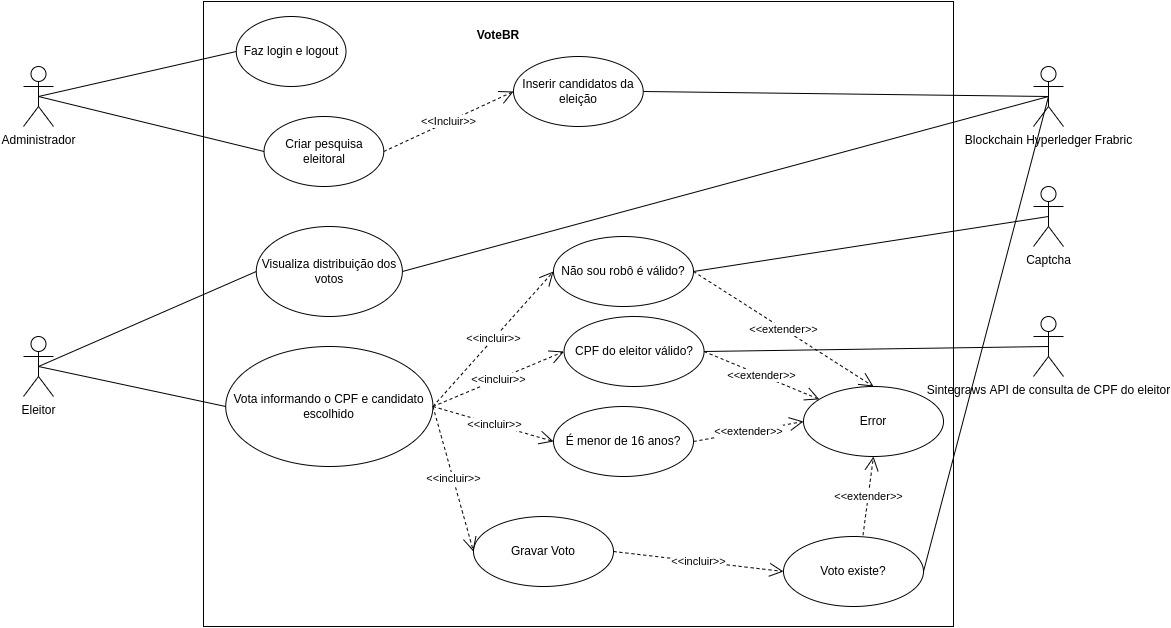 VoteBR
Faz login e logout
Inserir candidatos da
eleição
<<Incluir>>
Administrador
Blockchain Hyperledger Frabric
Criar pesquisa
eleitoral
Visualiza distribuição dos
votos
Não sou robô é válido?
Captcha
<<extender>>
<<incluir>>
CPF do eleitor válido?
<<incluir>>
<<extender>>
Sintegraws API de consulta de CPF do eleitor
Eleitor
Vota informando o CPF e candidato
escolhido
<<incluir>>
É menor de 16 anos?
<<extender>>
Error
<<incluir>>
<<extender>>
Gravar Voto
<<incluir>>
Voto existe?